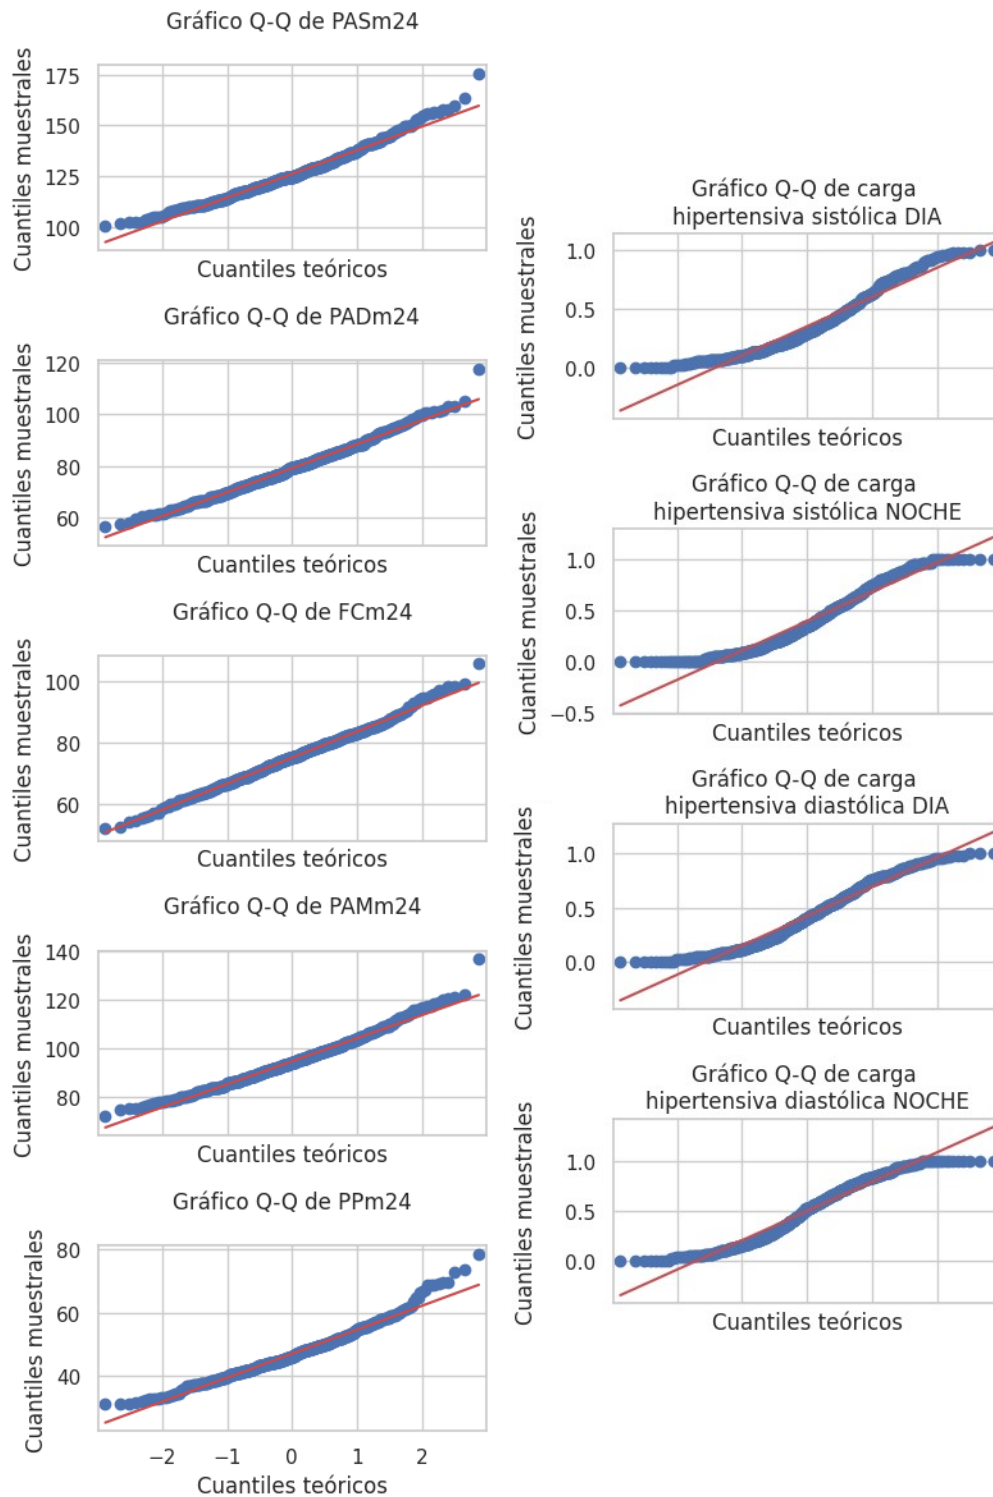 Gráfico Q-Q de PASm24
175
150
125
100
Cuantiles muestrales
Cuantiles teóricos
Gráfico Q-Q de PADm24
120
100
80
60
Cuantiles muestrales
Cuantiles teóricos
Gráfico Q-Q de FCm24
100
80
60
Cuantiles muestrales
Cuantiles teóricos
Gráfico Q-Q de PAMm24
140
120
100
80
Cuantiles muestrales
Cuantiles teóricos
Gráfico Q-Q de PPm24
80
60
40
Cuantiles muestrales
−2 −1 0 1 2
Cuantiles teóricos
Gráfico Q-Q de carga
hipertensiva sistólica DIA
1.0
0.5
0.0
Cuantiles muestrales
Cuantiles teóricos
Gráfico Q-Q de carga
hipertensiva sistólica NOCHE
1.0
0.5
0.0
−0.5
Cuantiles muestrales
Cuantiles teóricos
Gráfico Q-Q de carga
hipertensiva diastólica DIA
1.0
0.5
0.0
Cuantiles muestrales
Cuantiles teóricos
Gráfico Q-Q de carga
hipertensiva diastólica NOCHE
1.0
0.5
0.0
Cuantiles muestrales
Cuantiles teóricos